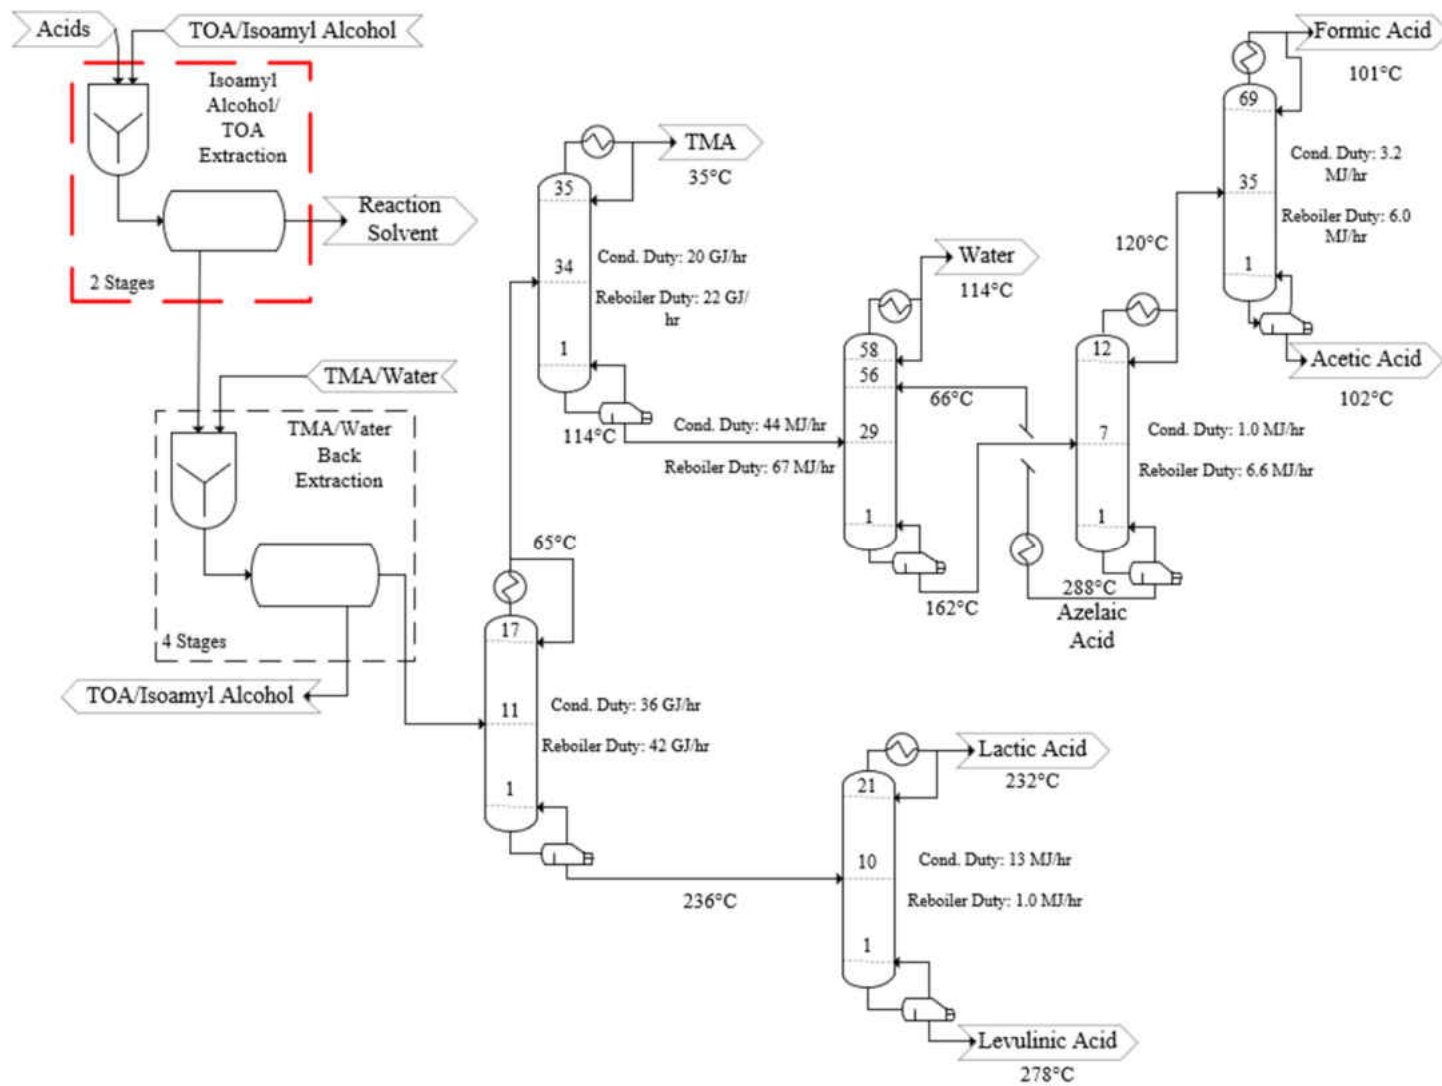 Acids
TOA/Isoamyl Alcohol
Isoamyl
Alcohol/
TOA
Extraction
Reaction
Solvent
2 Stages
TMA/Water
TMA/Water
Back
Extraction
4 Stages
TOA/Isoamyl Alcohol
65°C
17
11
1
Cond. Duty: 36 GJ/hr
Reboiler Duty: 42 GJ/hr
236°C
TMA
35°C
35
34
1
Cond. Duty: 20 GJ/hr
Reboiler Duty: 22 GJ/
hr
114°C
Water
114°C
58
56
29
1
66°C
Cond. Duty: 44 MJ/hr
Reboiler Duty: 67 MJ/hr
162°C
120°C
12
7
1
Cond. Duty: 1.0 MJ/hr
Reboiler Duty: 6.6 MJ/hr
288°C
Azelaic
Acid
Formic Acid
101°C
69
35
1
Cond. Duty: 3.2
MJ/hr
Reboiler Duty: 6.0
MJ/hr
Acetic Acid
102°C
Lactic Acid
232°C
21
10
1
Cond. Duty: 13 MJ/hr
Reboiler Duty: 1.0 MJ/hr
Levulinic Acid
278°C